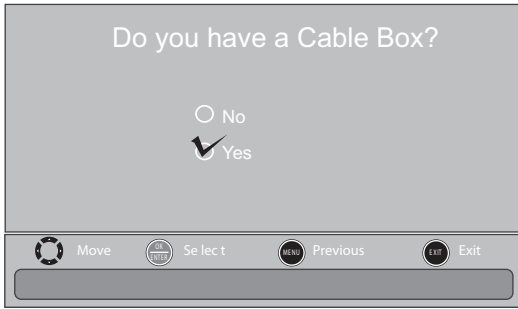 Do you have a Cable Box?
No
Yes
Move OK ENTER Se lec t MENU Previous EXIT Exit